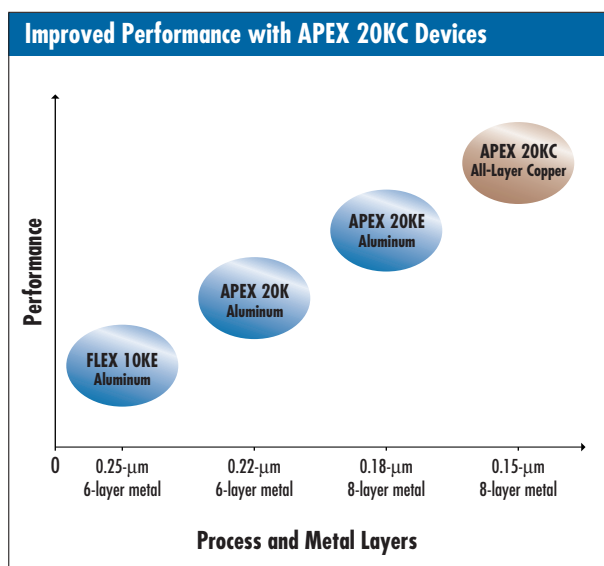 Improved Performance with APEX 20KC Devices
Performance
APEX 20KC
All-Layer Copper
APEX 20KE
Aluminum
APEX 20K
Aluminum
FLEX 10KE
Aluminum
0
0.25-µm
6-layer metal
0.22-µm
6-layer metal
0.18-µm
8-layer metal
0.15-µm
8-layer metal
Process and Metal Layers